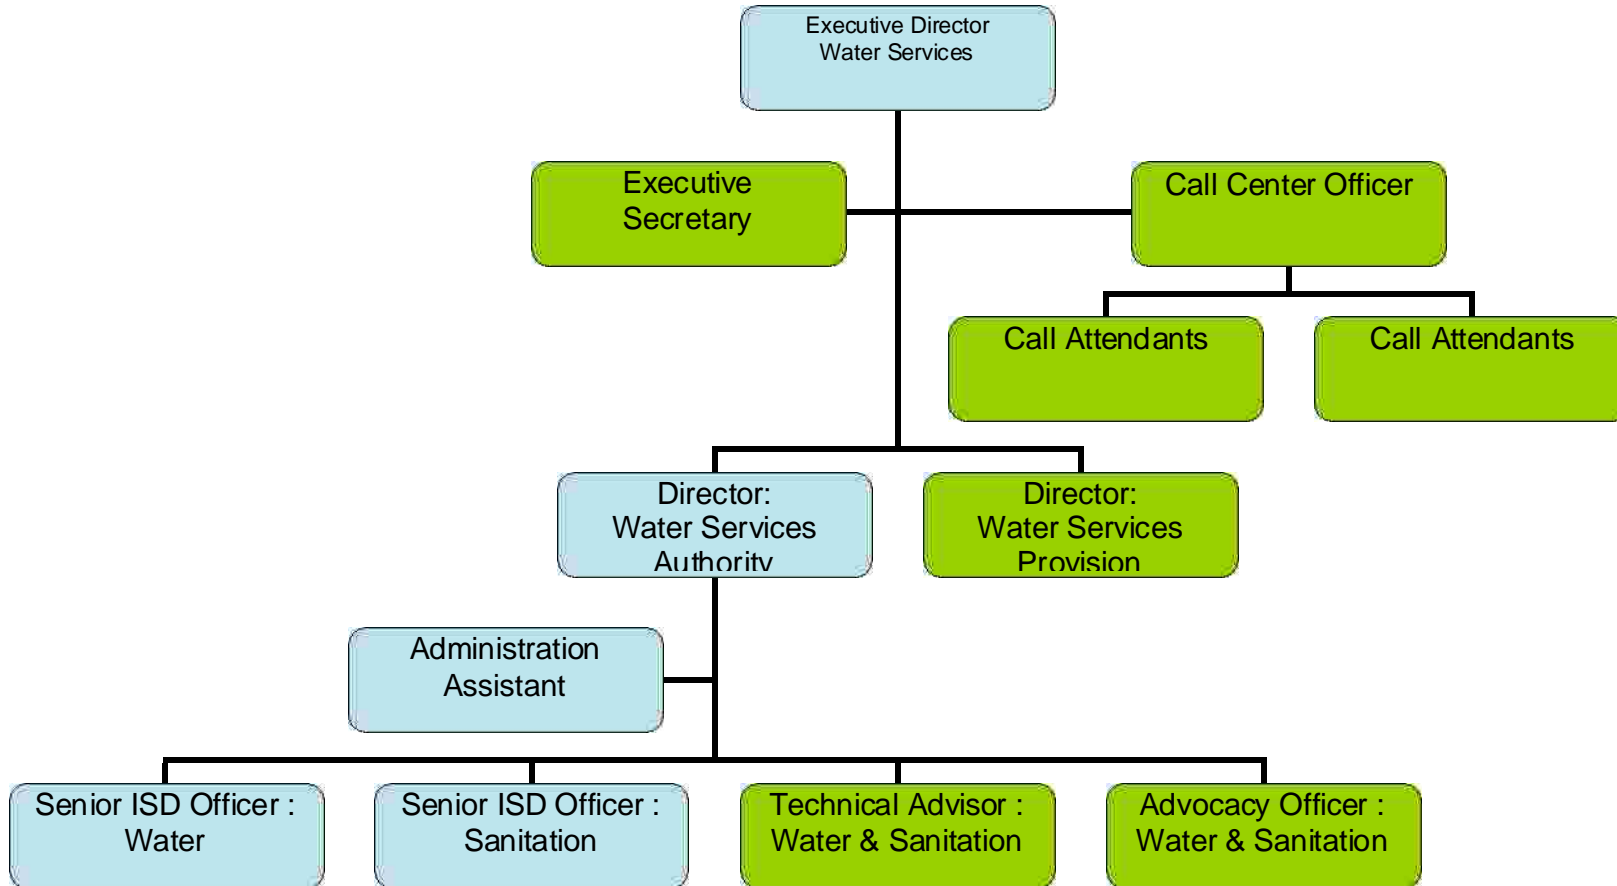 Executive Director
Water Services
Executive
Secretary
Call Center Officer
Call Attendants
Call Attendants
Director:
Water Services
Authority
Director:
Water Services
Provision
Administration
Assistant
Senior ISD Officer :
Water
Senior ISD Officer :
Sanitation
Technical Advisor :
Water & Sanitation
Advocacy Officer :
Water & Sanitation